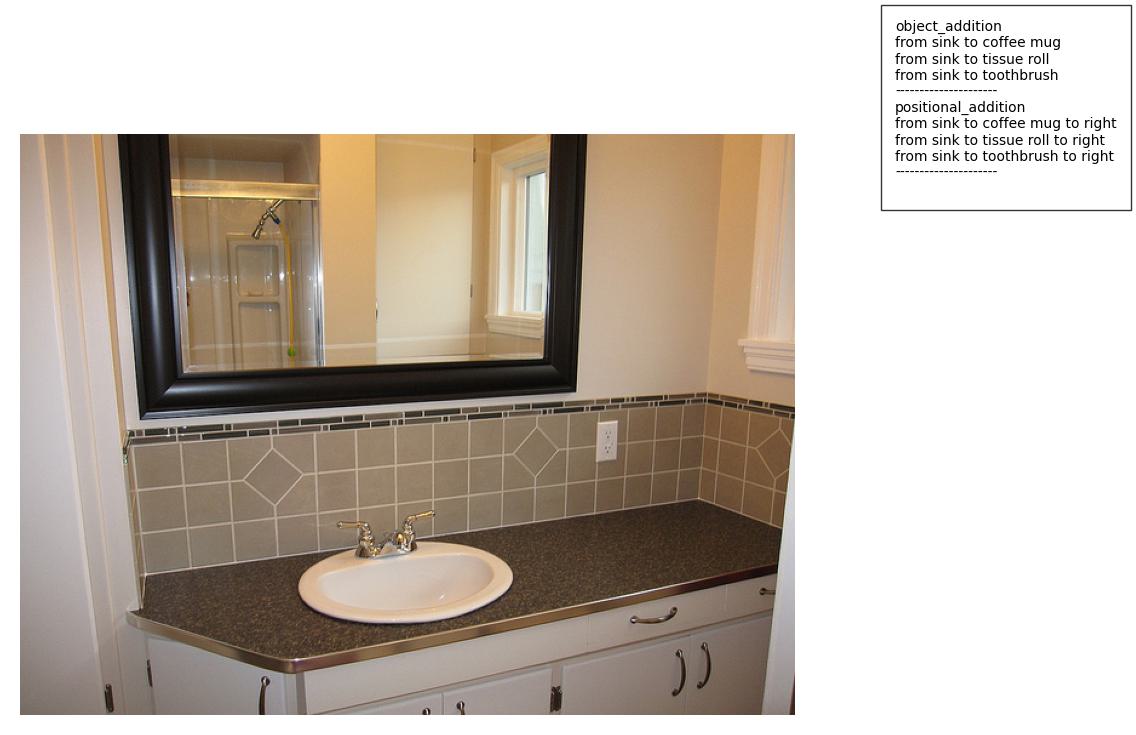 object_addition
from sink to coffee mug
from sink to tissue roll
from sink to toothbrush
---------------------
positional_addition
from sink to coffee mug to right
from sink to tissue roll to right
from sink to toothbrush to right
---------------------